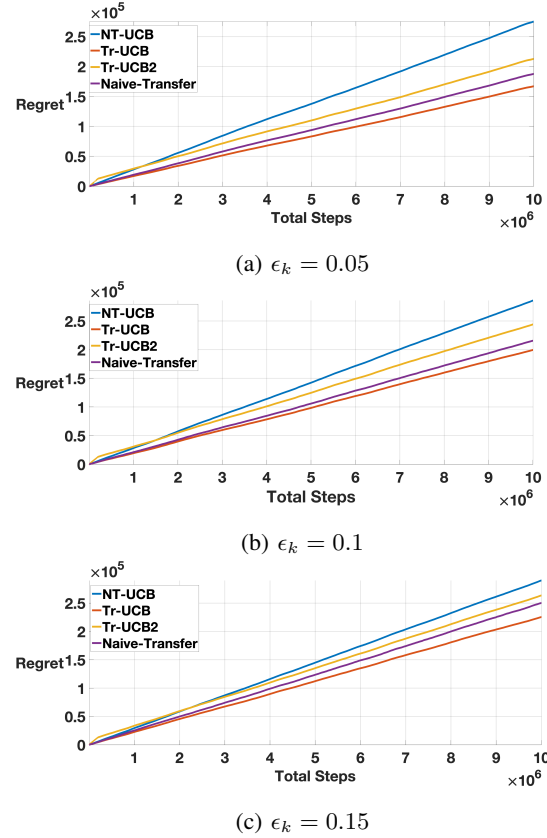 ×10^5
NT-UCB
Tr-UCB
Tr-UCB2
Naive-Transfer
Regret
2.5
2
1.5
1
0.5
0
1 2 3 4 5 6 7 8 9 10
Total Steps
×10^6
(a) ϵ_k = 0.05
×10^5
NT-UCB
Tr-UCB
Tr-UCB2
Naive-Transfer
Regret
2.5
2
1.5
1
0.5
0
1 2 3 4 5 6 7 8 9 10
Total Steps
×10^6
(b) ϵ_k = 0.1
×10^5
NT-UCB
Tr-UCB
Tr-UCB2
Naive-Transfer
Regret
2.5
2
1.5
1
0.5
0
1 2 3 4 5 6 7 8 9 10
Total Steps
×10^6
(c) ϵ_k = 0.15